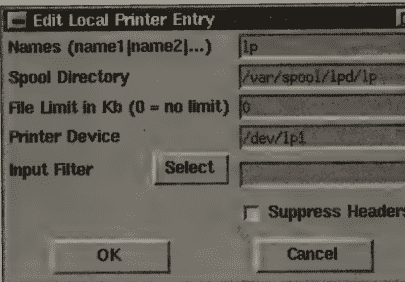 Edit Local Printer Entry
Names (name1|name2|...) lp
Spool Directory /var/spool/lpd/lp
File Limit in Kb (0 = no limit) 0
Printer Device /dev/lp1
Input Filter Select
Suppress Headers
OK Cancel